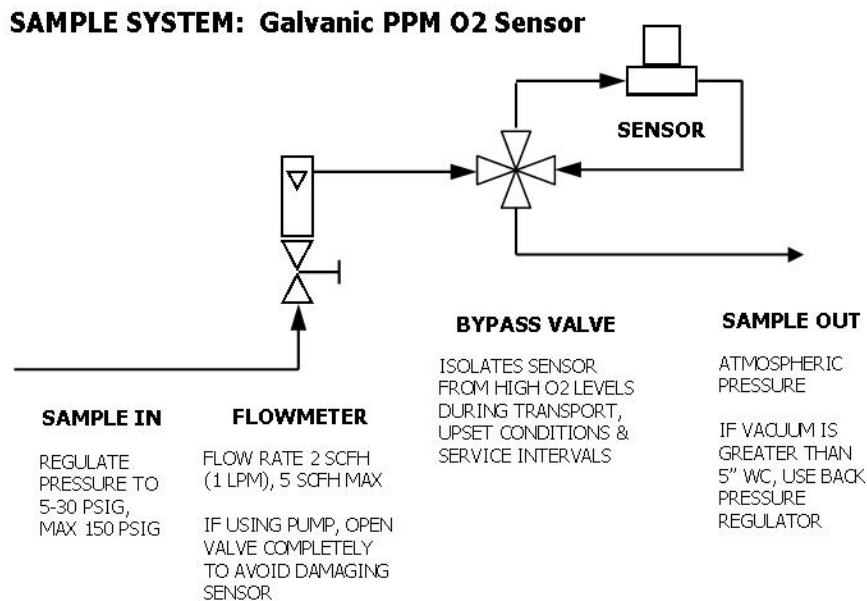 SAMPLE SYSTEM: Galvanic PPM O2 Sensor
SENSOR
SAMPLE IN
REGULATE
PRESSURE TO
5-30 PSIG,
MAX 150 PSIG
FLOWMETER
FLOW RATE 2 SCFH
(1 LPM), 5 SCFH MAX
IF USING PUMP, OPEN
VALVE COMPLETELY
TO AVOID DAMAGING
SENSOR
BYPASS VALVE
ISOLATES SENSOR
FROM HIGH O2 LEVELS
DURING TRANSPORT,
UPSET CONDITIONS &
SERVICE INTERVALS
SAMPLE OUT
ATMOSPHERIC
PRESSURE
IF VACUUM IS
GREATER THAN
5" WC, USE BACK
PRESSURE
REGULATOR